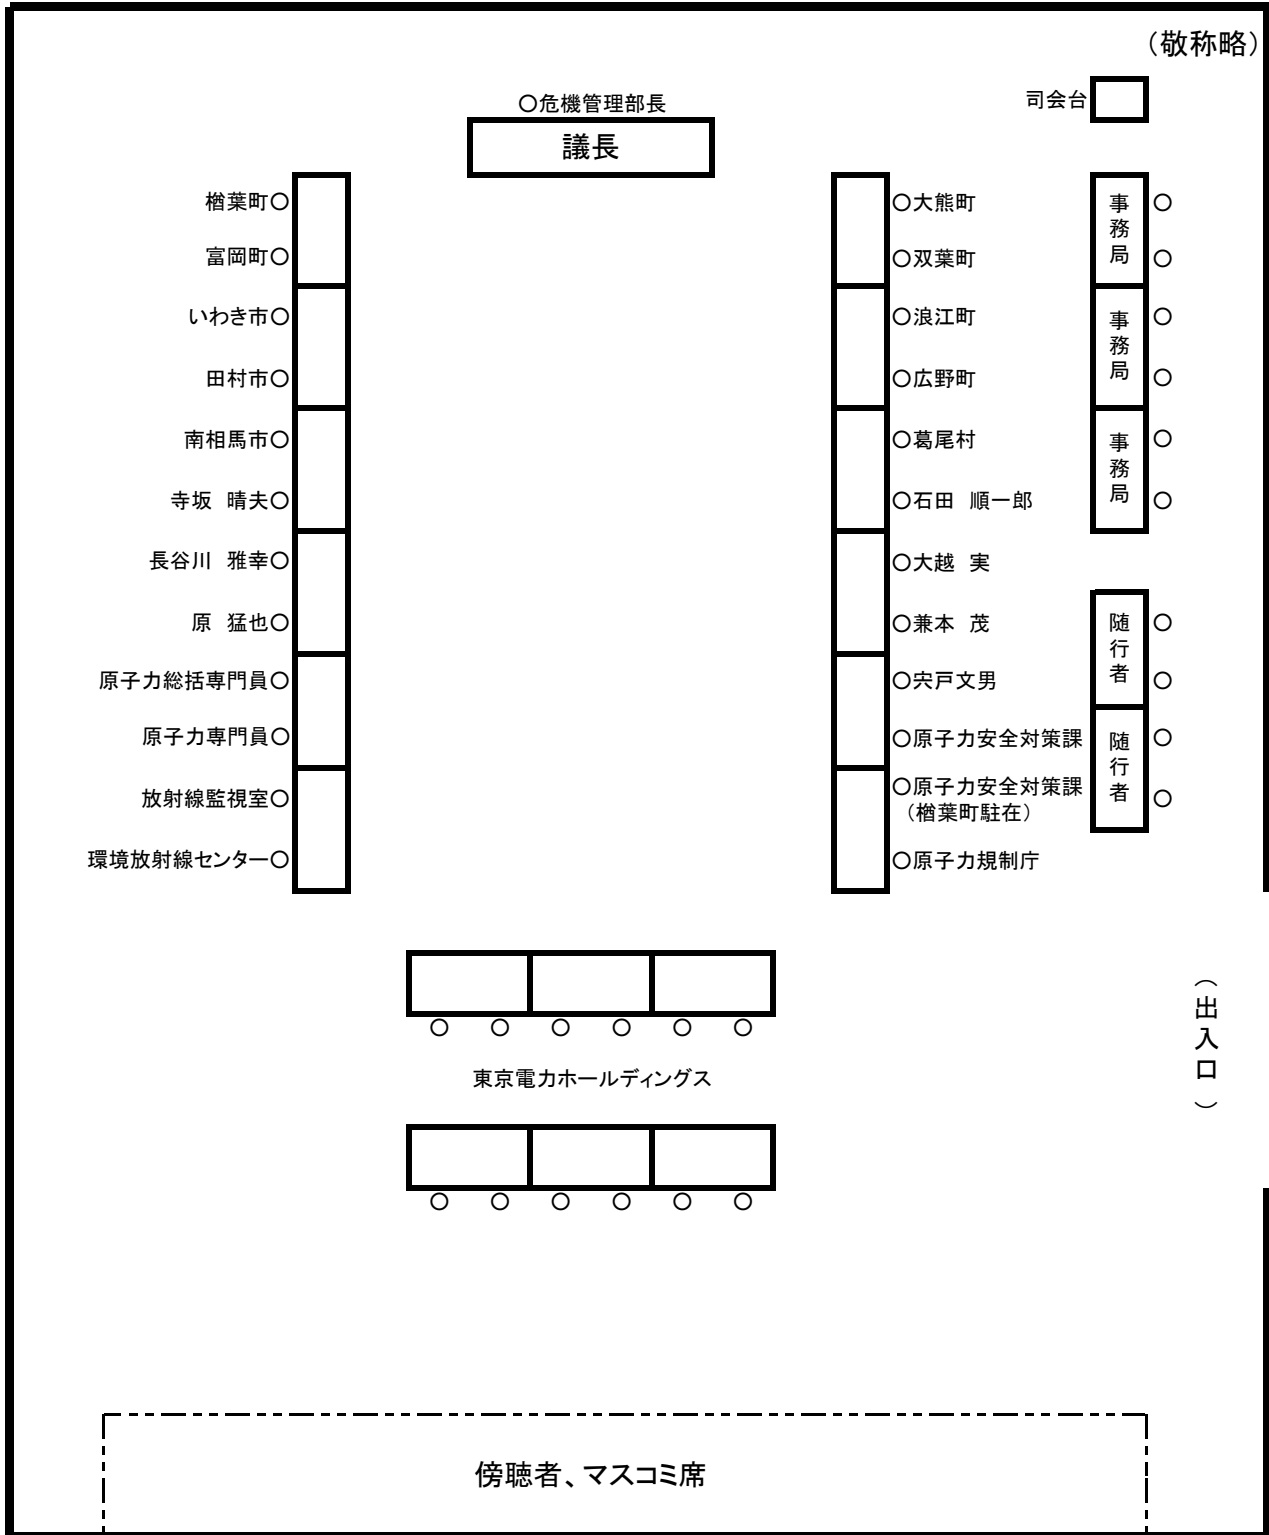 （敬称略）
司会台
○危機管理部長
議長
楢葉町○
富岡町○
いわき市○
田村市○
南相馬市○
寺坂　晴夫○
長谷川　雅幸○
原　猛也○
原子力総括専門員○
原子力専門員○
放射線監視室○
環境放射線センター○
○大熊町
○双葉町
○浪江町
○広野町
○葛尾村
○石田　順一郎
○大越　実
○兼本　茂
○宍戸文男
○原子力安全対策課
○原子力安全対策課
（楢葉町駐在）
○原子力規制庁
事務局
事務局
事務局
随行者
随行者
（出入口）
東京電力ホールディングス
傍聴者、マスコミ席